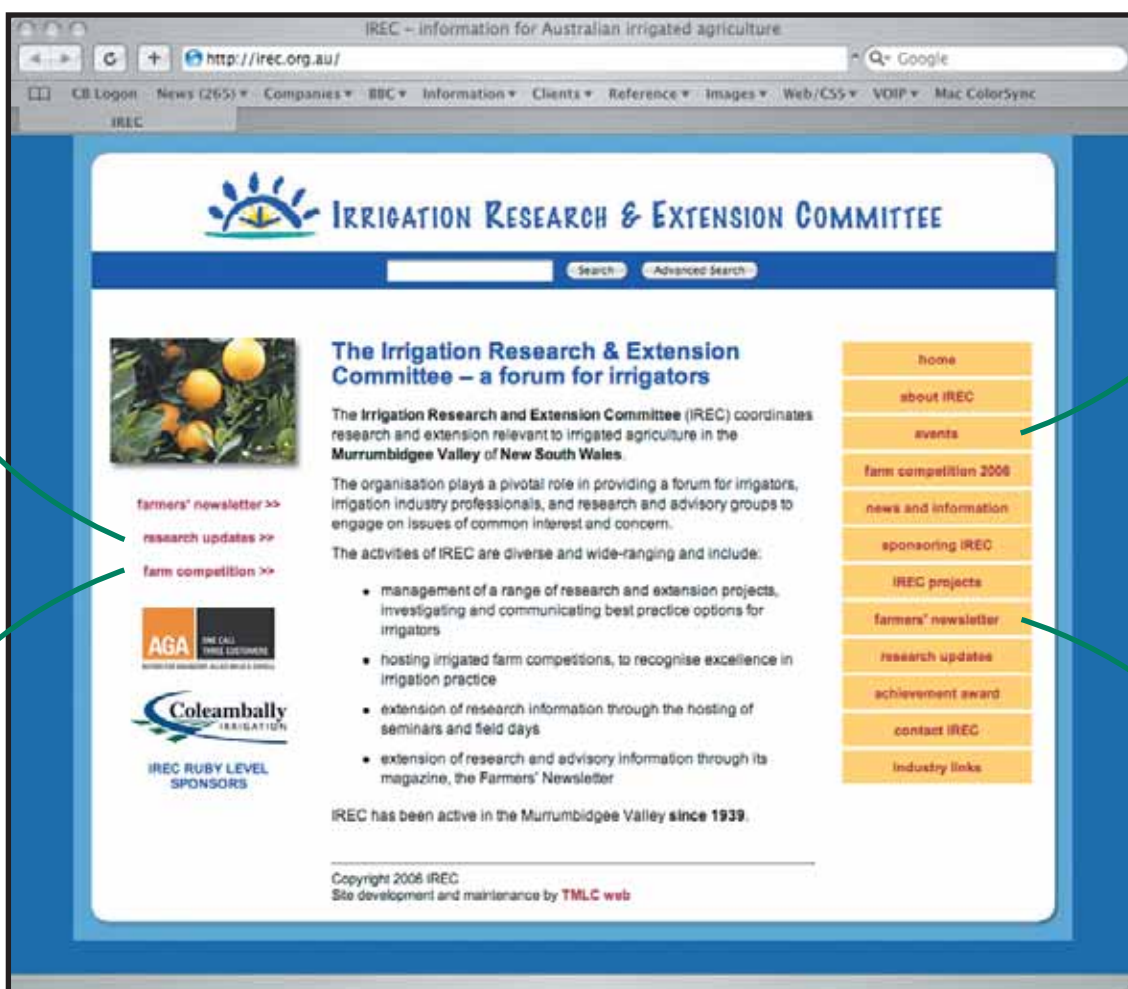 IREC – information for Australian irrigated agriculture
http://irec.org.au/
Google
CB Logon News (265) Companies BBC Information Clients Reference Images Web/CSS VOIP Mac ColorSync
IREC
IRRIGATION RESEARCH & EXTENSION COMMITTEE
Search Advanced Search
farmers' newsletter >>
research updates >>
farm competition >>
AGA
ONE CALL
THREE CUSTOMERS
Coleambally
IRRIGATION
IREC RUBY LEVEL
SPONSORS
The Irrigation Research & Extension
Committee – a forum for irrigators
The Irrigation Research and Extension Committee (IREC) coordinates
research and extension relevant to irrigated agriculture in the
Murrumbidgee Valley of New South Wales.
The organisation plays a pivotal role in providing a forum for irrigators,
irrigation industry professionals, and research and advisory groups to
engage on issues of common interest and concern.
The activities of IREC are diverse and wide-ranging and include:
• management of a range of research and extension projects,
investigating and communicating best practice options for
irrigators
• hosting irrigated farm competitions, to recognise excellence in
irrigation practice
• extension of research information through the hosting of
seminars and field days
• extension of research and advisory information through its
magazine, the Farmers' Newsletter
IREC has been active in the Murrumbidgee Valley since 1939.
Copyright 2006 IREC
Site development and maintenance by TMLC web
home
about IREC
events
farm competition 2006
news and information
sponsoring IREC
IREC projects
farmers' newsletter
research updates
achievement award
contact IREC
industry links